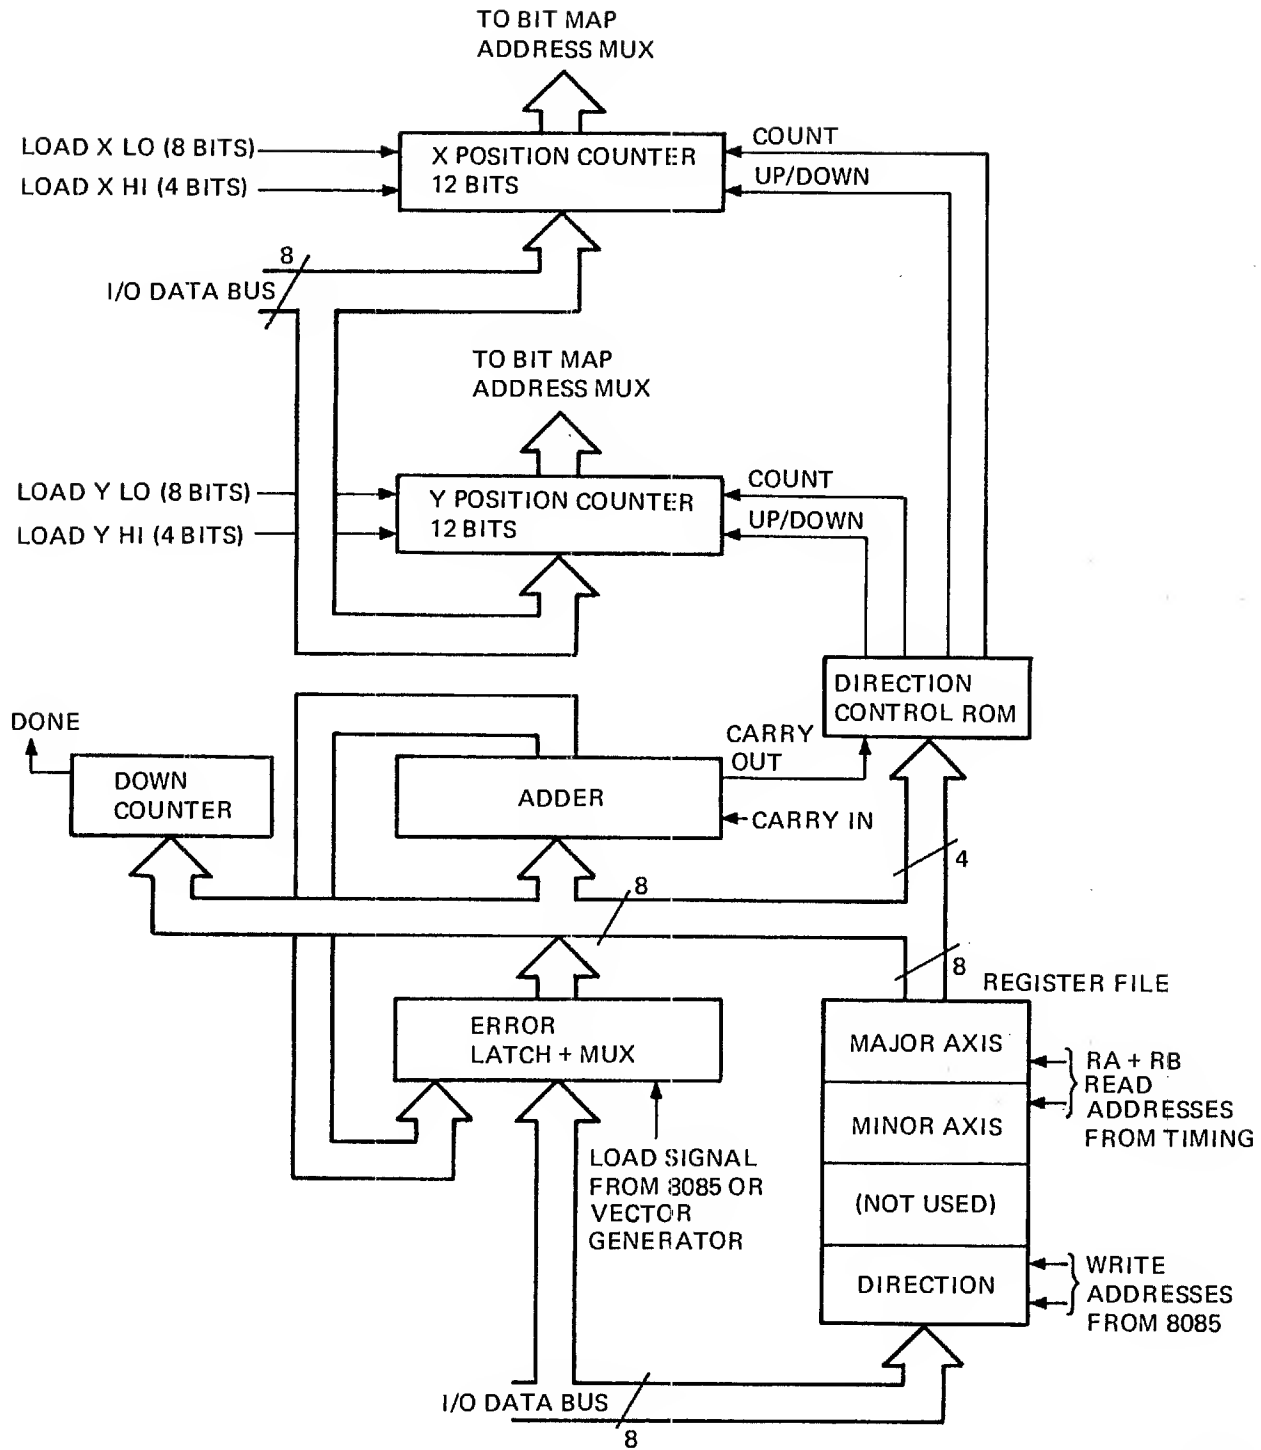 TO BIT MAP
ADDRESS MUX
LOAD X LO (8 BITS)
LOAD X HI (4 BITS)
X POSITION COUNTER
12 BITS
COUNT
UP/DOWN
8
I/O DATA BUS
TO BIT MAP
ADDRESS MUX
LOAD Y LO (8 BITS)
LOAD Y HI (4 BITS)
Y POSITION COUNTER
12 BITS
COUNT
UP/DOWN
DIRECTION
CONTROL ROM
DONE
DOWN
COUNTER
ADDER
CARRY
OUT
CARRY IN
4
8
8
REGISTER FILE
ERROR
LATCH + MUX
MAJOR AXIS
MINOR AXIS
(NOT USED)
DIRECTION
RA + RB
READ
ADDRESSES
FROM TIMING
LOAD SIGNAL
FROM 8085 OR
VECTOR
GENERATOR
WRITE
ADDRESSES
FROM 8085
I/O DATA BUS
8